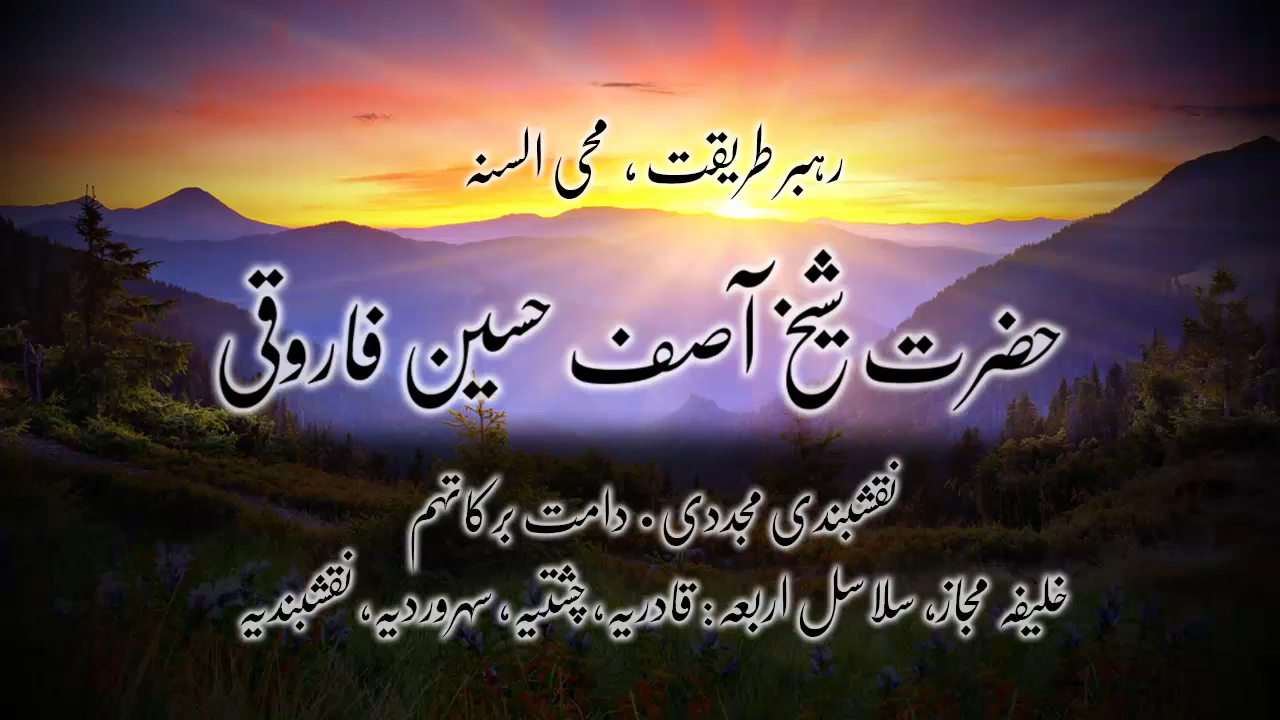 رہبر طریقت ، محی السنہ
حضرت شیخ آصف حسین فاروقی
نقشبندی مجددی ۔ دامت برکاتہم
خلیفہ مجاز، سلاسل اربعہ : قادریہ، چشتیہ، سہروردیہ، نقشبندیہ